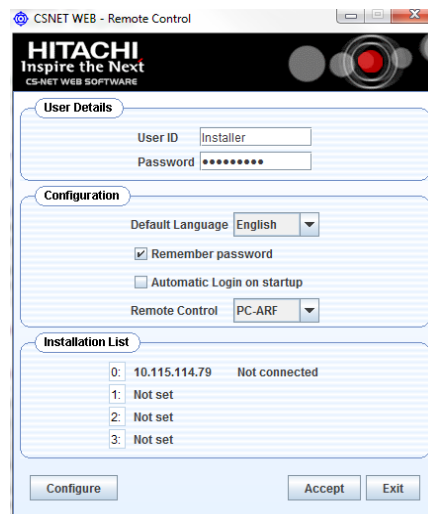 CSNET WEB - Remote Control
HITACHI
Inspire the Next
CS-NET WEB SOFTWARE
User Details
User ID Installer
Password •••••••••
Configuration
Default Language English
Remember password
Automatic Login on startup
Remote Control PC-ARF
Installation List
0: 10.115.114.79 Not connected
1: Not set
2: Not set
3: Not set
Configure Accept Exit